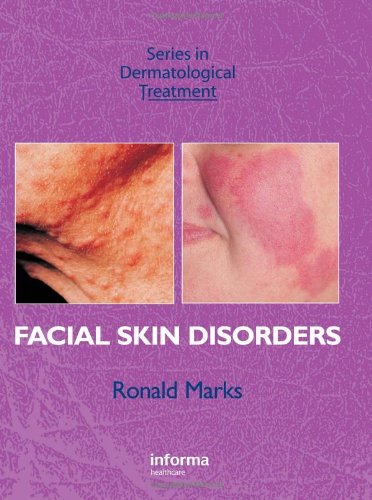 Series in
Dermatological
Treatment
FACIAL SKIN DISORDERS
Ronald Marks
informa
healthcare